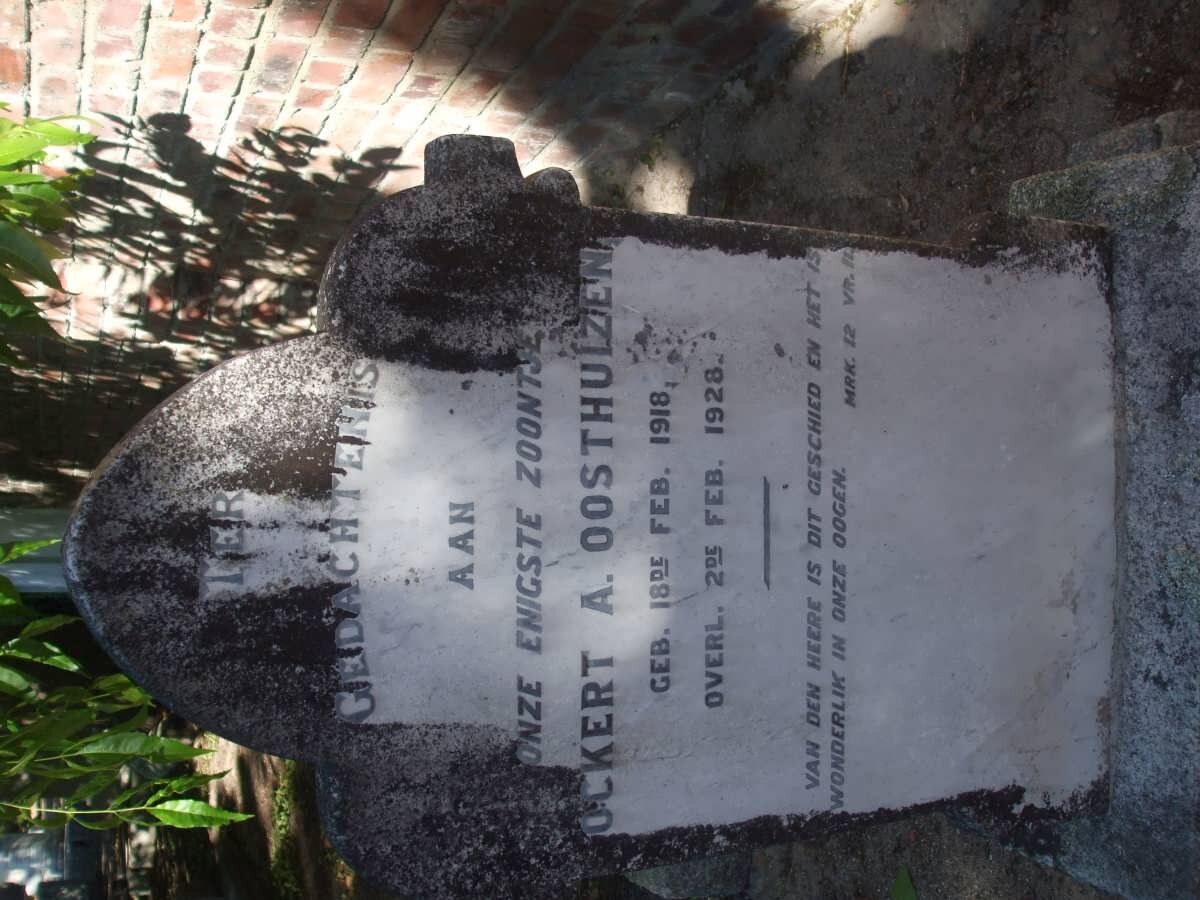 TER
GEDACHTENIS
AAN
ONZE ENIGSTE ZOONTJE
OCKERT A. OOSTHUIZEN
GEB. 18DE FEB. 1918,
OVERL. 2DE FEB. 1928.
VAN DEN HEERE IS DIT GESCHIED EN HET IS
WONDERLIK IN ONZE OOGEN. MRK. 12 VR. 11